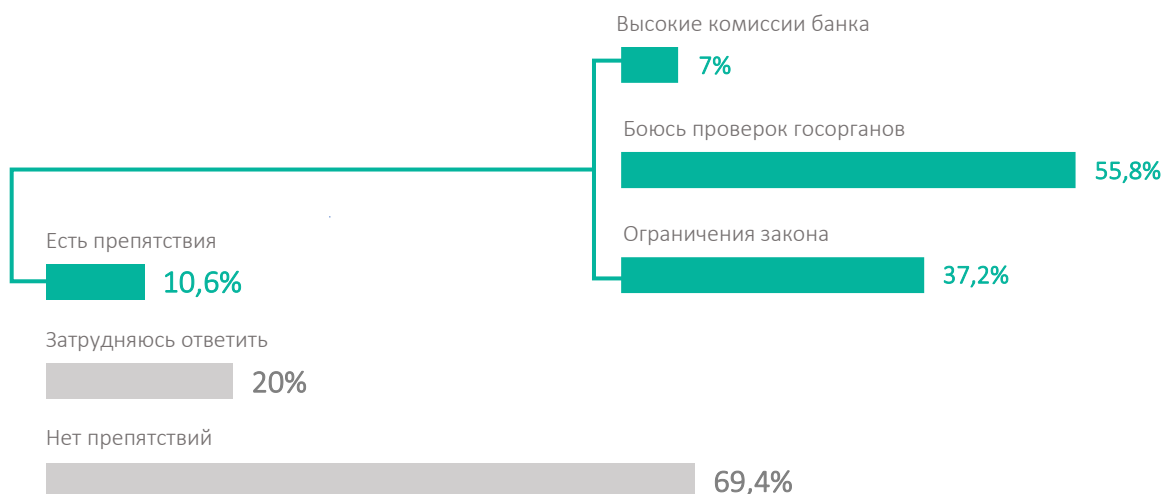 Высокие комиссии банка
7%
Боюсь проверок госорганов
55,8%
Ограничения закона
37,2%
Есть препятствия
10,6%
Затрудняюсь ответить
20%
Нет препятствий
69,4%